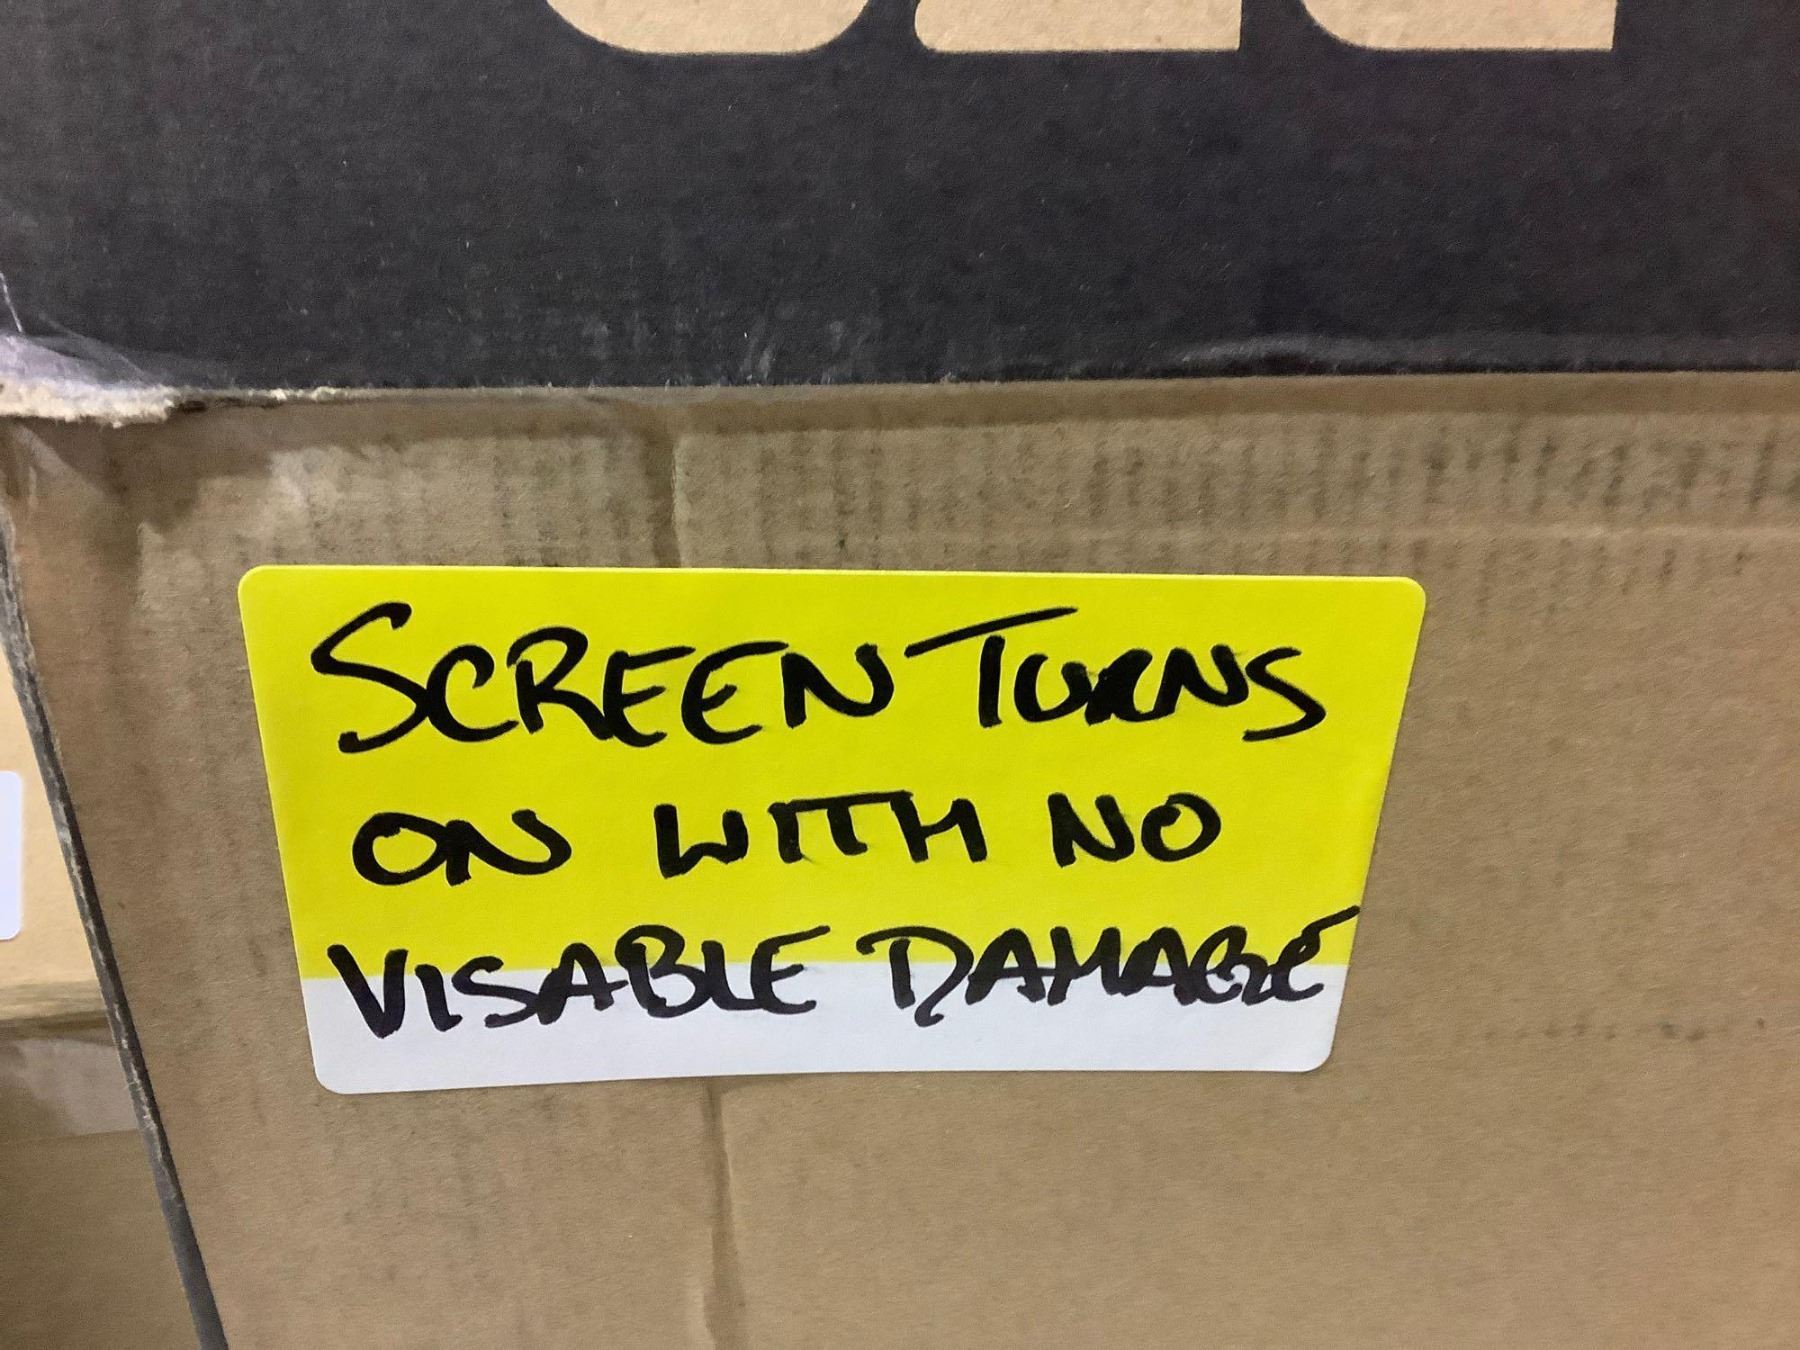 SCREEN TURNS
ON WITH NO
VISABLE DAMAGE